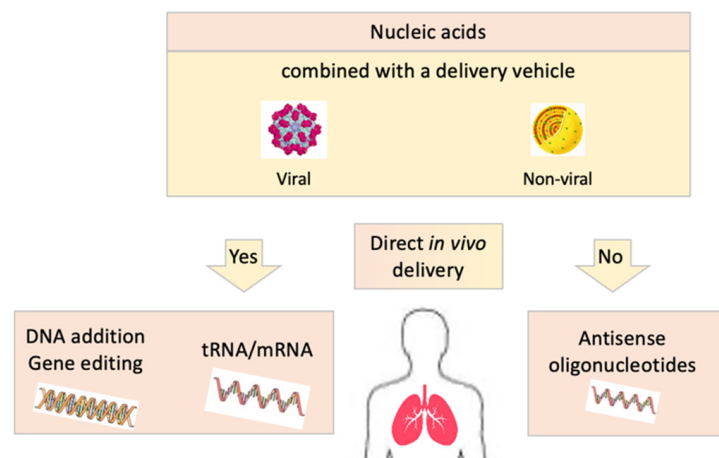 Nucleic acids
combined with a delivery vehicle
Viral
Non-viral
Yes
Direct in vivo
delivery
No
DNA addition
Gene editing
tRNA/mRNA
Antisense
oligonucleotides